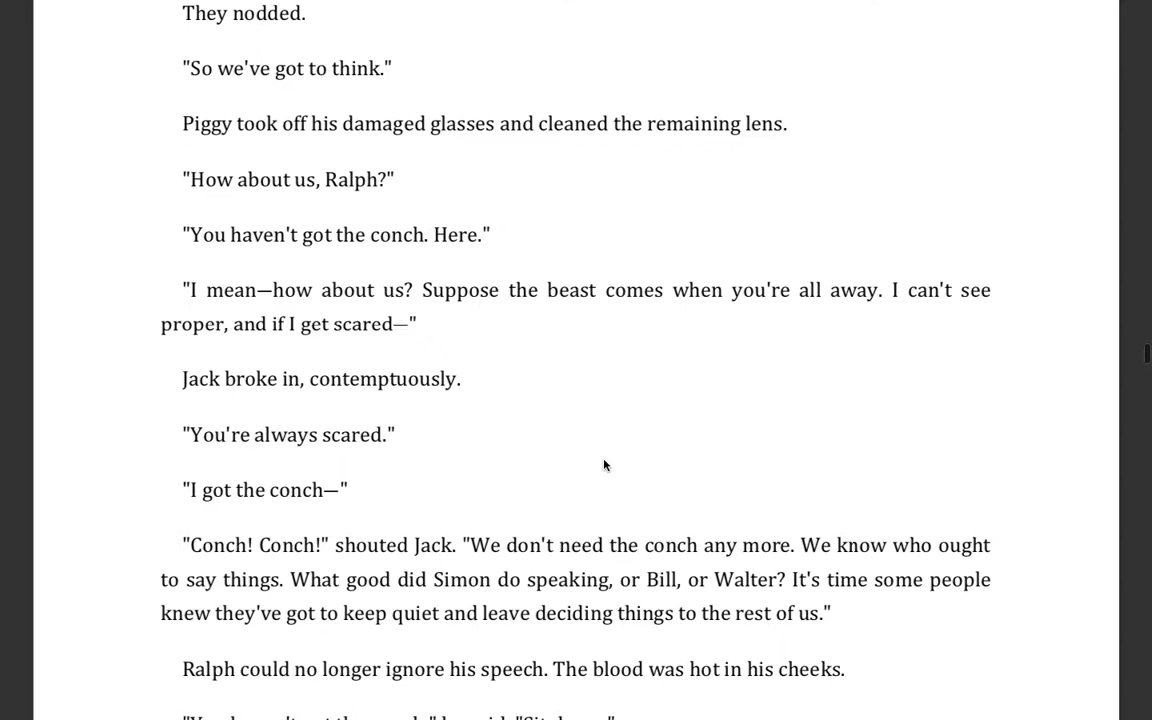 They nodded.
"So we've got to think."
Piggy took off his damaged glasses and cleaned the remaining lens.
"How about us, Ralph?"
"You haven't got the conch. Here."
"I mean—how about us? Suppose the beast comes when you're all away. I can't see
proper, and if I get scared—"
Jack broke in, contemptuously.
"You're always scared."
"I got the conch—"
"Conch! Conch!" shouted Jack. "We don't need the conch any more. We know who ought
to say things. What good did Simon do speaking, or Bill, or Walter? It's time some people
knew they've got to keep quiet and leave deciding things to the rest of us."
Ralph could no longer ignore his speech. The blood was hot in his cheeks.